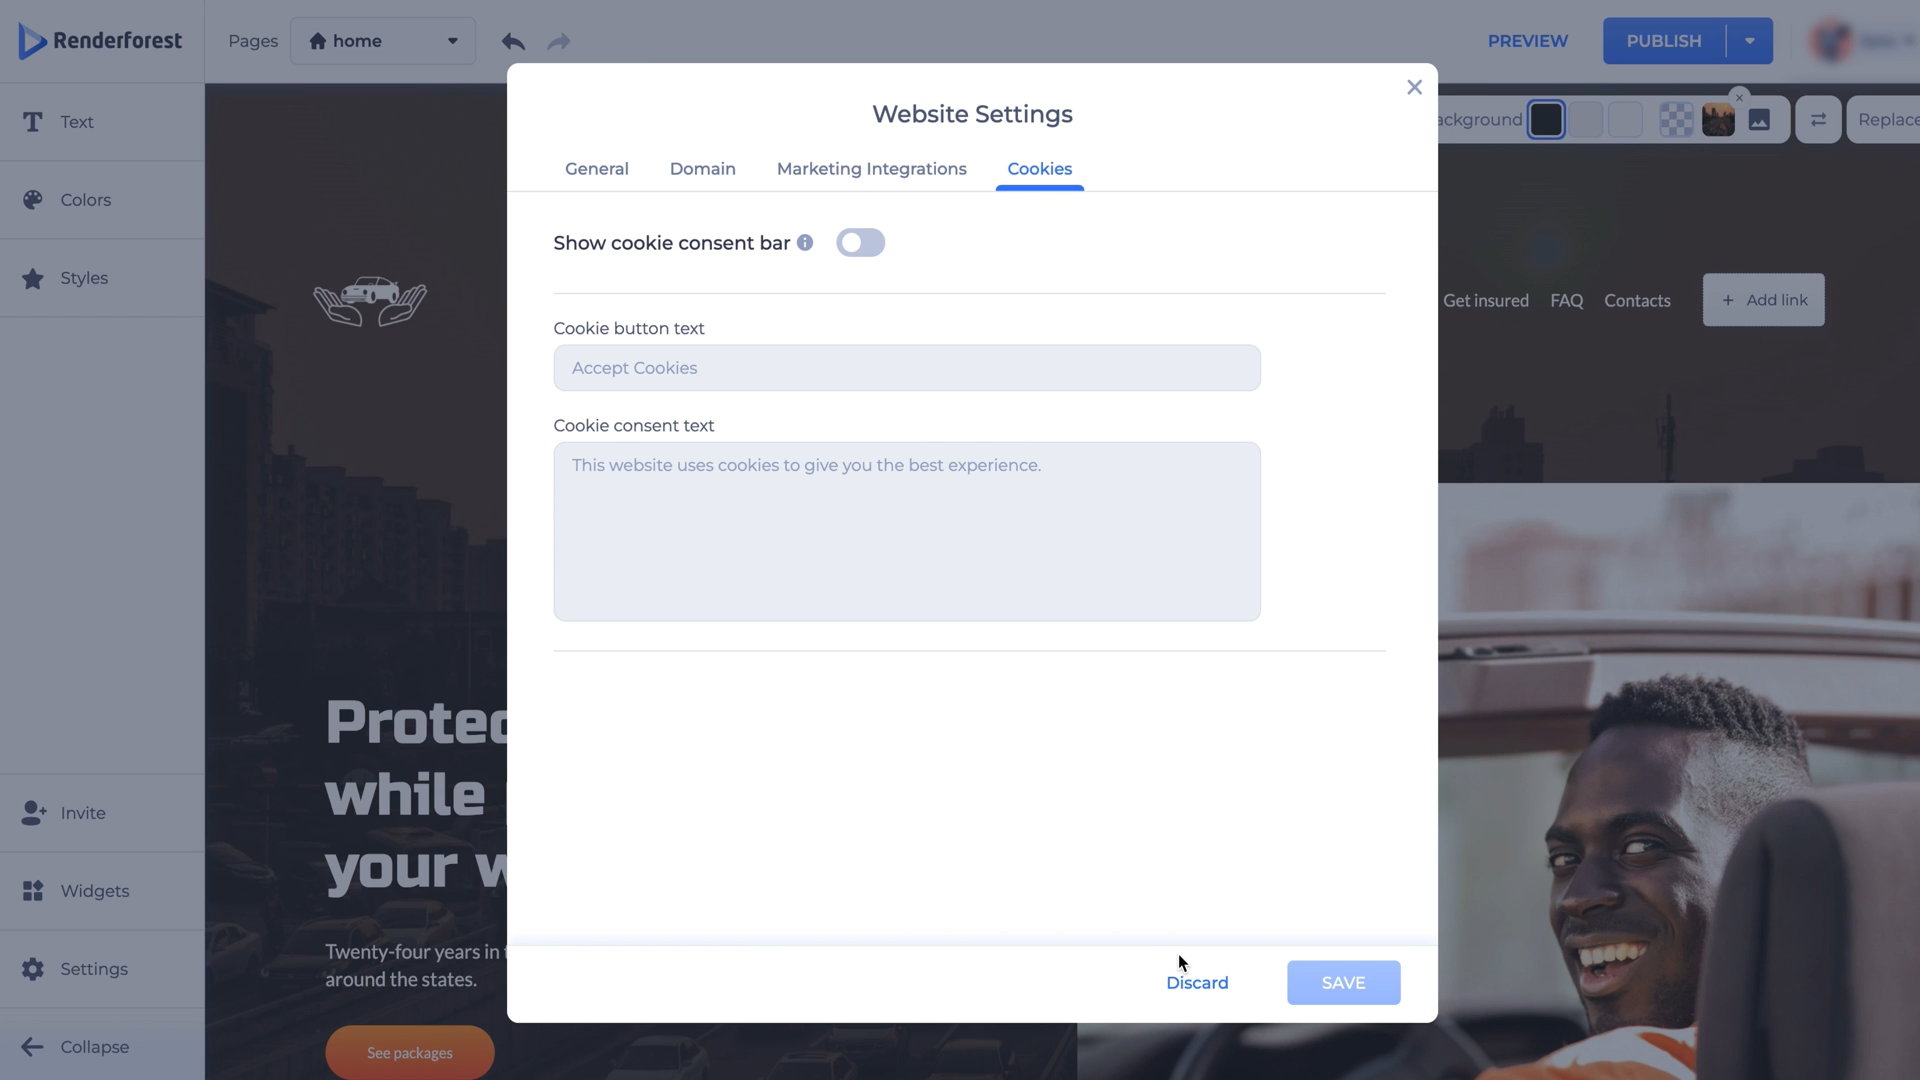 Renderforest
Pages
home
PREVIEW
PUBLISH
Text
Colors
Styles
Invite
Widgets
Settings
Collapse
Website Settings
General
Domain
Marketing Integrations
Cookies
Show cookie consent bar
Cookie button text
Accept Cookies
Cookie consent text
This website uses cookies to give you the best experience.
Discard
SAVE
ackground
Replace
Get insured
FAQ
Contacts
+ Add link
Protec
while
your w
Twenty-four years in t
around the states.
See packages